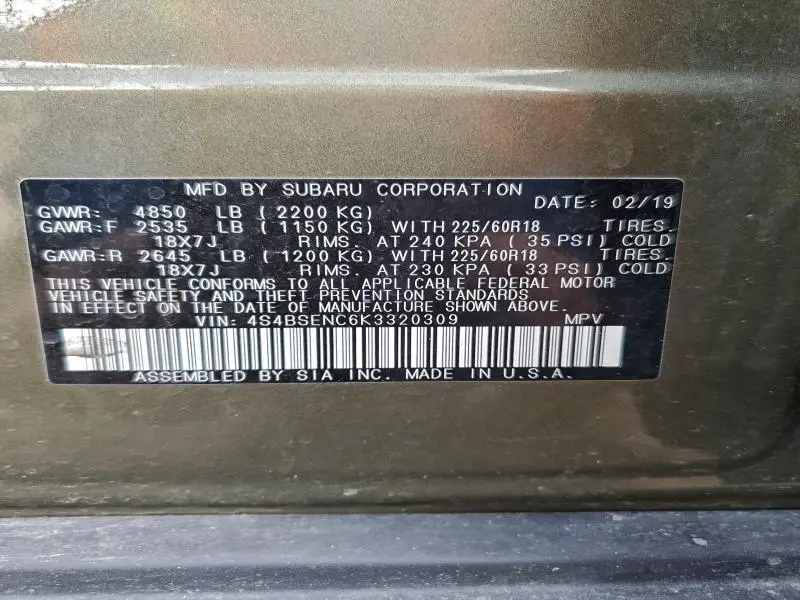 MFD BY SUBARU CORPORATION
DATE: 02/19
GVWR: 4850 LB ( 2200 KG)
GAWR:F 2535 LB ( 1150 KG) WITH 225/60R18 TIRES.
18X7J RIMS. AT 240 KPA ( 35 PSI) COLD
GAWR:R 2645 LB ( 1200 KG) WITH 225/60R18 TIRES.
18X7J RIMS. AT 230 KPA ( 33 PSI) COLD
THIS VEHICLE CONFORMS TO ALL APPLICABLE FEDERAL MOTOR
VEHICLE SAFETY AND THEFT PREVENTION STANDARDS
IN EFFECT ON THE DATE OF MANUFACTURE SHOWN ABOVE.
VIN: 4S4BSENC6K3320309 MPV
ASSEMBLED BY SIA INC. MADE IN U.S.A.